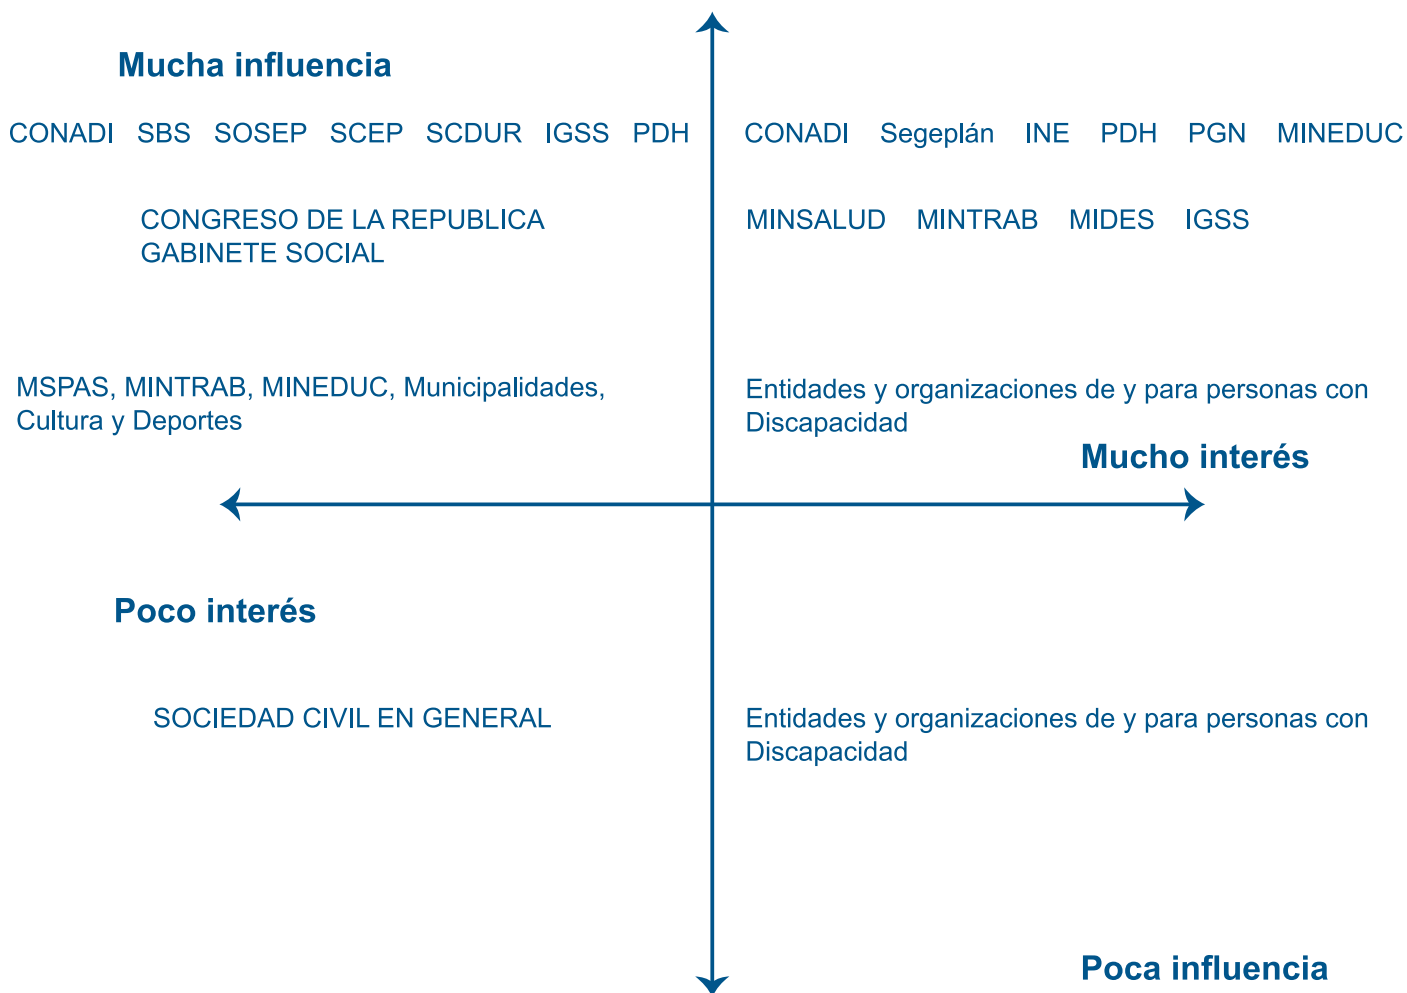 Mucha influencia
CONADI SBS SOSEP SCEP SCDUR IGSS PDH
CONGRESO DE LA REPUBLICA
GABINETE SOCIAL
MSPAS, MINTRAB, MINEDUC, Municipalidades,
Cultura y Deportes
CONADI Segeplán INE PDH PGN MINEDUC
MINSALUD MINTRAB MIDES IGSS
Entidades y organizaciones de y para personas con
Discapacidad
Mucho interés
Poco interés
SOCIEDAD CIVIL EN GENERAL
Entidades y organizaciones de y para personas con
Discapacidad
Poca influencia